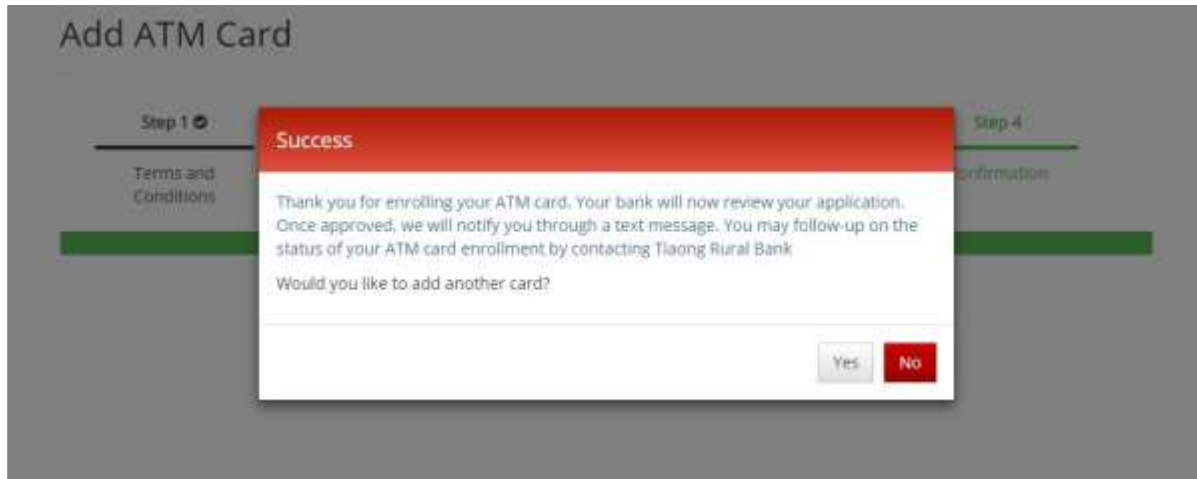 Add ATM Card
Step 1
Step 4
Terms and
Conditions
onfirmation
Success
Thank you for enrolling your ATM card. Your bank will now review your application.
Once approved, we will notify you through a text message. You may follow-up on the
status of your ATM card enrollment by contacting Tiaong Rural Bank
Would you like to add another card?
Yes
No